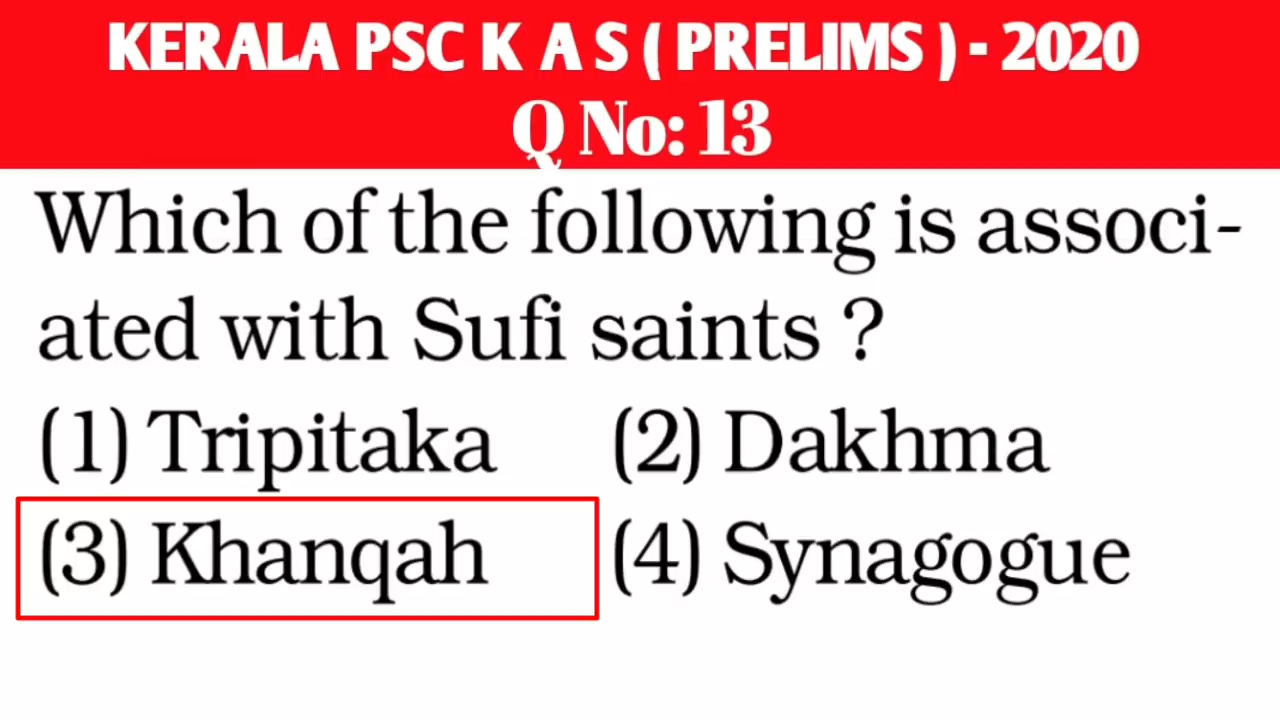 KERALA PSC K A S ( PRELIMS ) - 2020
Q No: 13
Which of the following is associ-
ated with Sufi saints ?
(1) Tripitaka (2) Dakhma
(3) Khanqah (4) Synagogue